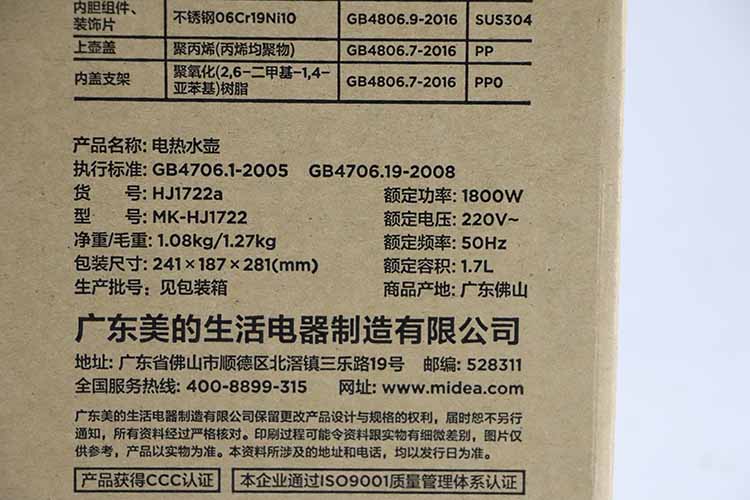 内胆组件、 不锈钢06Cr19Ni10 GB4806.9-2016 SUS304
装饰片
上壶盖 聚丙烯(丙烯均聚物) GB4806.7-2016 PP
内盖支架 聚氧化(2,6-二甲基-1,4- GB4806.7-2016 PPO
亚苯基)树脂
产品名称: 电热水壶
执行标准: GB4706.1-2005 GB4706.19-2008
货 号: HJ1722a 额定功率: 1800W
型 号: MK-HJ1722 额定电压: 220V~
净重/毛重: 1.08kg/1.27kg 额定频率: 50Hz
包装尺寸: 241×187×281(mm) 额定容积: 1.7L
生产批号: 见包装箱 商品产地: 广东佛山
广东美的生活电器制造有限公司
地址: 广东省佛山市顺德区北滘镇三乐路19号 邮编: 528311
全国服务热线: 400-8899-315 网址: www.midea.com
广东美的生活电器制造有限公司保留更改产品设计与规格的权利，届时恕不另行
通知，所有资料经过严格核对。印刷过程可能令资料跟实物有细微差别，图片仅
供参考，产品以实物为准。本资料所涉及的地址和电话，均以发行日为准。
产品获得CCC认证 本企业通过ISO9001质量管理体系认证